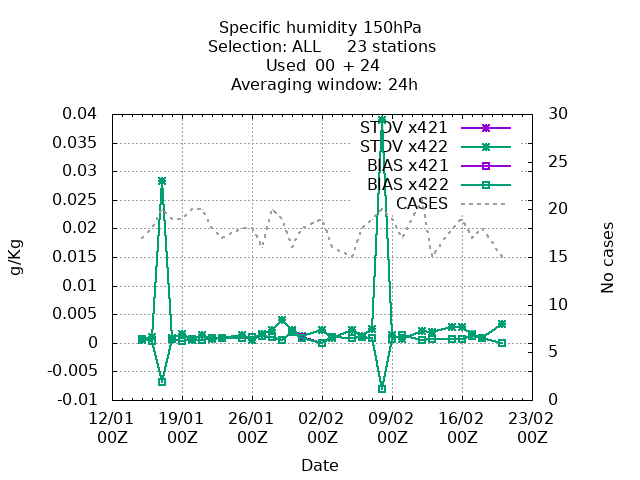 Specific humidity 150hPa
Selection: ALL 23 stations
Used 00 + 24
Averaging window: 24h
0.04
0.035
0.03
0.025
0.02
0.015
0.01
0.005
0
-0.005
-0.01
g/Kg
30
25
20
15
10
5
0
No cases
STDV x421
STDV x422
BIAS x421
BIAS x422
CASES
12/01 19/01 26/01 02/02 09/02 16/02 23/02
00Z 00Z 00Z 00Z 00Z 00Z 00Z
Date